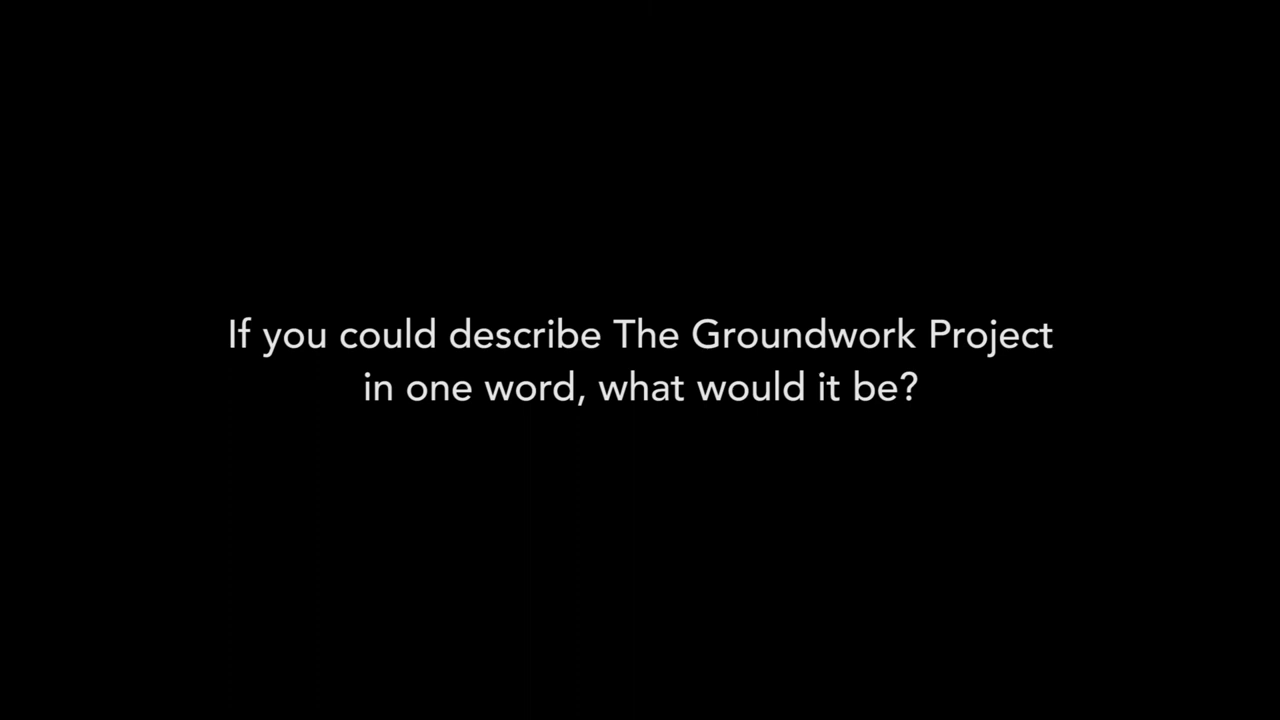 If you could describe The Groundwork Project
in one word, what would it be?